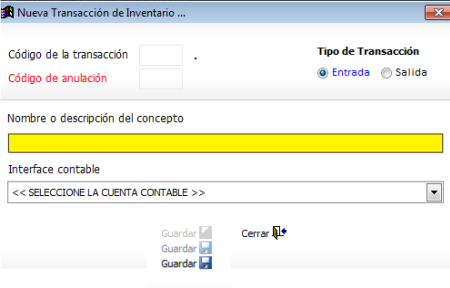 Nueva Transacción de Inventario ...
Código de la transacción .
Tipo de Transacción
Código de anulación
Entrada Salida
Nombre o descripción del concepto
Interface contable
<< SELECCIONE LA CUENTA CONTABLE >>
Guardar Cerrar
Guardar
Guardar